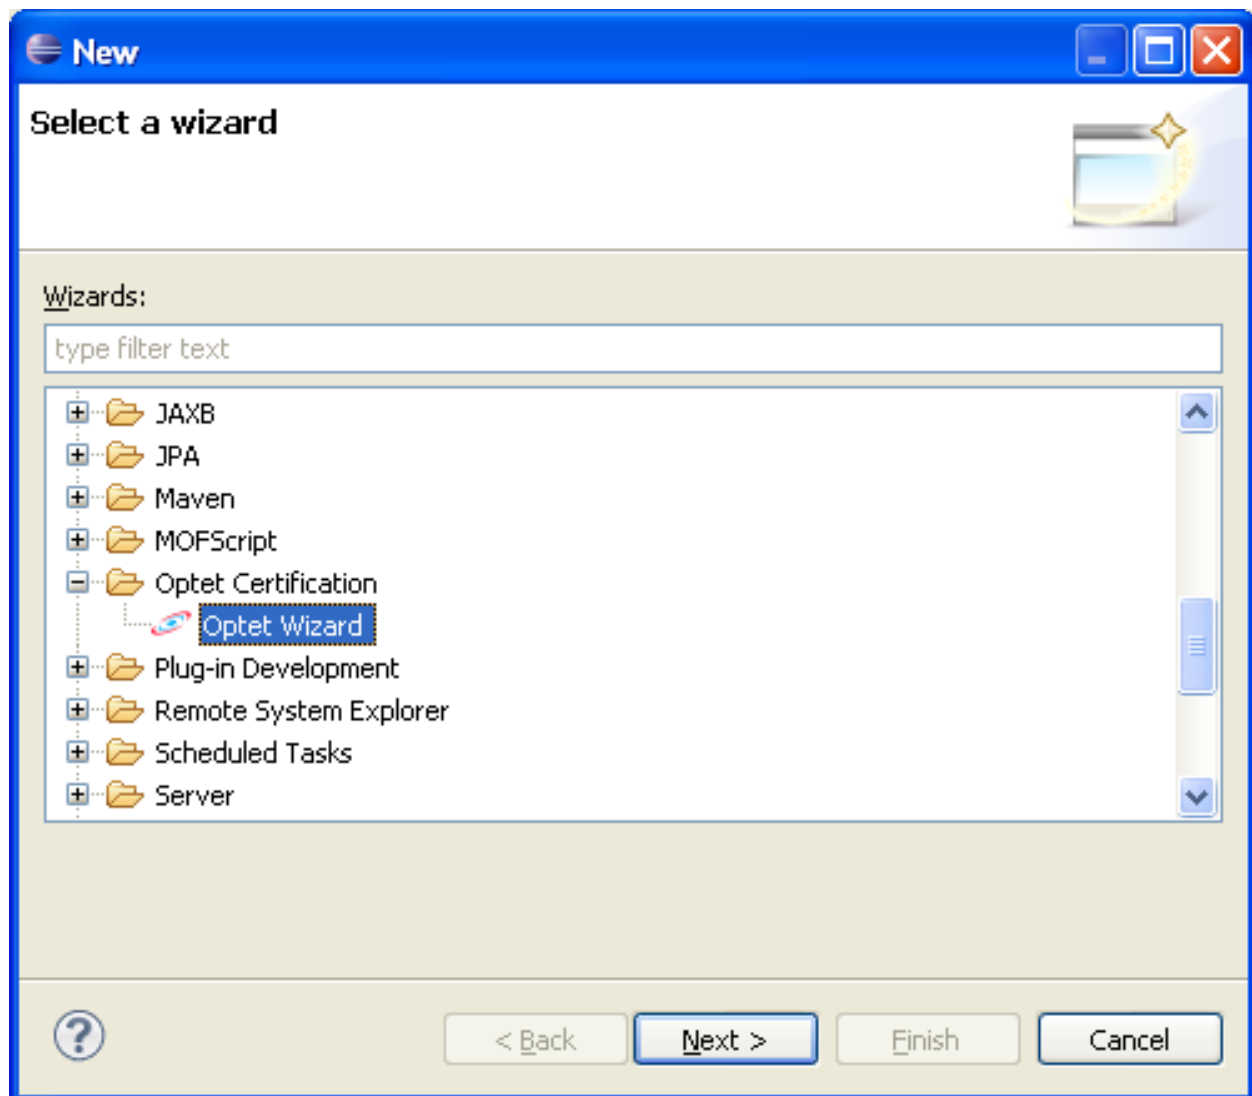 New
Select a wizard
Wizards:
type filter text
JAXB
JPA
Maven
MOFScript
Optet Certification
Optet Wizard
Plug-in Development
Remote System Explorer
Scheduled Tasks
Server
? < Back Next > Finish Cancel